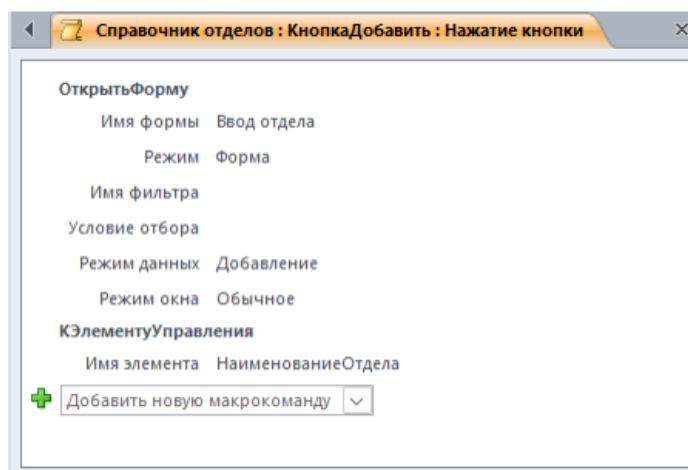 Справочник отделов : КнопкаДобавить : Нажатие кнопки
ОткрытьФорму
Имя формы Ввод отдела
Режим Форма
Имя фильтра
Условие отбора
Режим данных Добавление
Режим окна Обычное
КЭлементуУправления
Имя элемента НаименованиеОтдела
Добавить новую макрокоманду